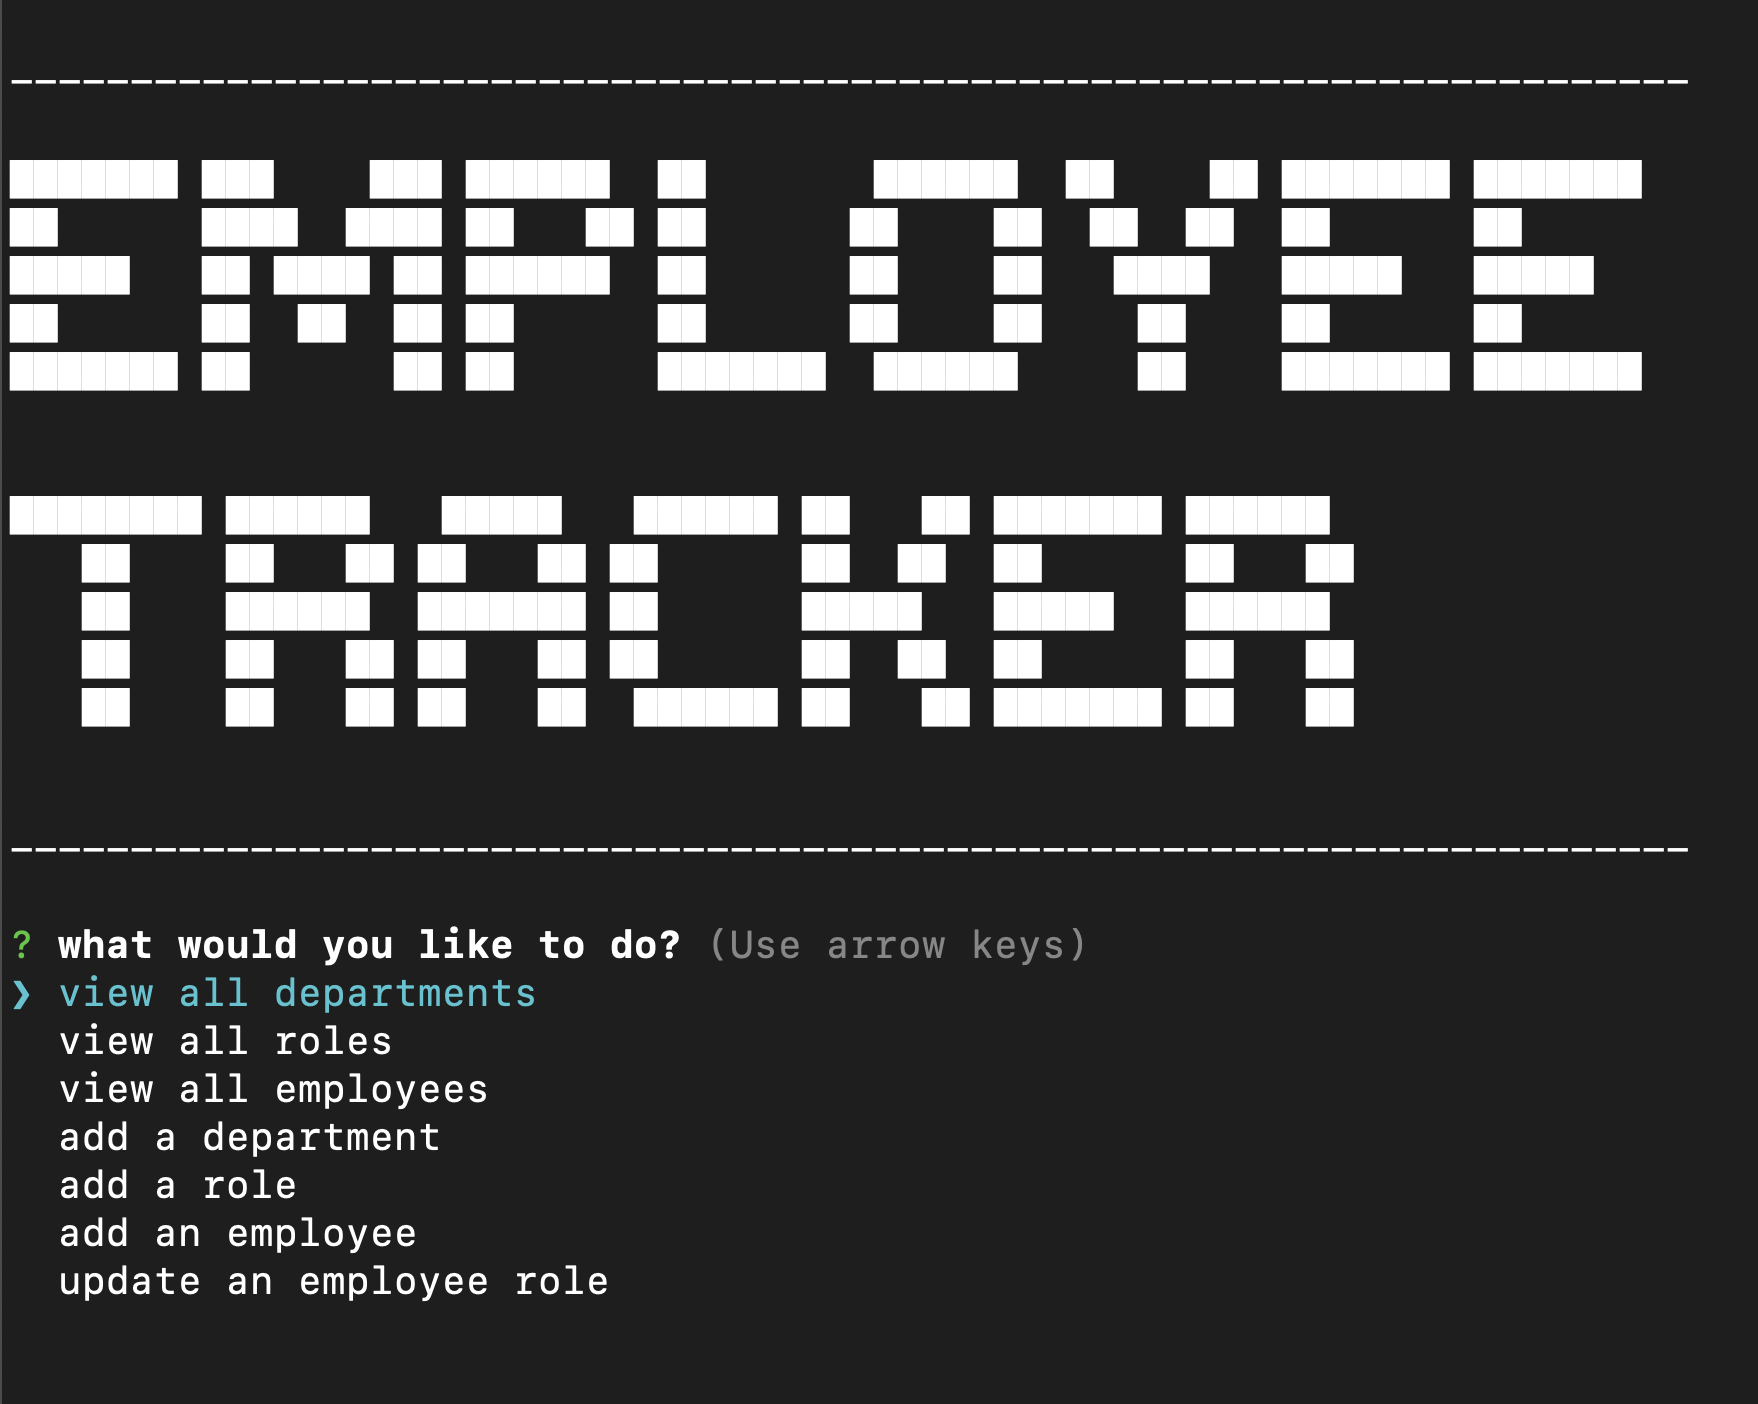 EMPLOYEE
TRACKER
? what would you like to do? (Use arrow keys)
❯ view all departments
view all roles
view all employees
add a department
add a role
add an employee
update an employee role